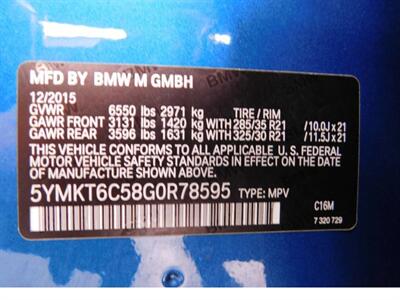 MFD BY BMW M GMBH
12/2015
GVWR 6550 lbs 2971 kg TIRE / RIM
GAWR FRONT 3131 lbs 1420 kg WITH 285/35 R21 /10.0J x 21
GAWR REAR 3596 lbs 1631 kg WITH 325/30 R21 /11.5J x 21
THIS VEHICLE CONFORMS TO ALL APPLICABLE U.S. FEDERAL
MOTOR VEHICLE SAFETY STANDARDS IN EFFECT ON THE DATE
OF MANUFACTURE SHOWN ABOVE.
5YMKT6C58G0R78595 TYPE: MPV
C16M
7 320 729